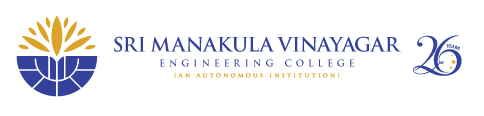 SRI MANAKULA VINAYAGAR
ENGINEERING COLLEGE
(AN AUTONOMOUS INSTITUTION)
26 YEARS